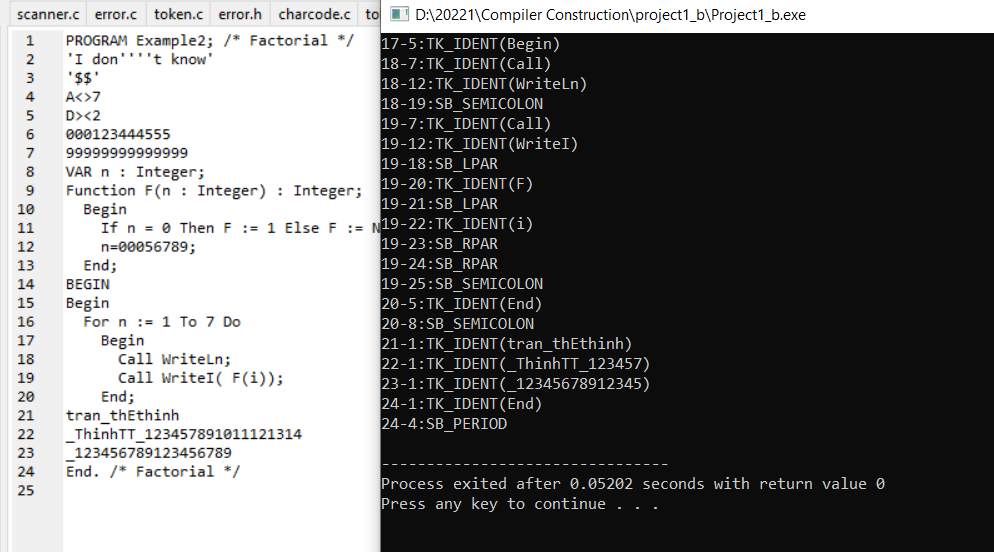 scanner.c error.c token.c error.h charcode.c
1 PROGRAM Example2; /* Factorial */
2 'I don''''t know'
3 '$$'
4 A<>7
5 D><2
6 000123444555
7 99999999999999
8 VAR n : Integer;
9 Function F(n : Integer) : Integer;
10 Begin
11 If n = 0 Then F := 1 Else F := N
12 n=00056789;
13 End;
14 BEGIN
15 Begin
16 For n := 1 To 7 Do
17 Begin
18 Call WriteLn;
19 Call WriteI( F(i));
20 End;
21 tran_thEthinh
22 _ThinhTT_123457891011121314
23 _123456789123456789
24 End. /* Factorial */
25
D:\20221\Compiler Construction\project1_b\Project1_b.exe
17-5:TK_IDENT(Begin)
18-7:TK_IDENT(Call)
18-12:TK_IDENT(WriteLn)
18-19:SB_SEMICOLON
19-7:TK_IDENT(Call)
19-12:TK_IDENT(WriteI)
19-18:SB_LPAR
19-20:TK_IDENT(F)
19-21:SB_LPAR
19-22:TK_IDENT(i)
19-23:SB_RPAR
19-24:SB_RPAR
19-25:SB_SEMICOLON
20-5:TK_IDENT(End)
20-8:SB_SEMICOLON
21-1:TK_IDENT(tran_thEthinh)
22-1:TK_IDENT(_ThinhTT_123457)
23-1:TK_IDENT(_12345678912345)
24-1:TK_IDENT(End)
24-4:SB_PERIOD
--------------------------------
Process exited after 0.05202 seconds with return value 0
Press any key to continue . . .